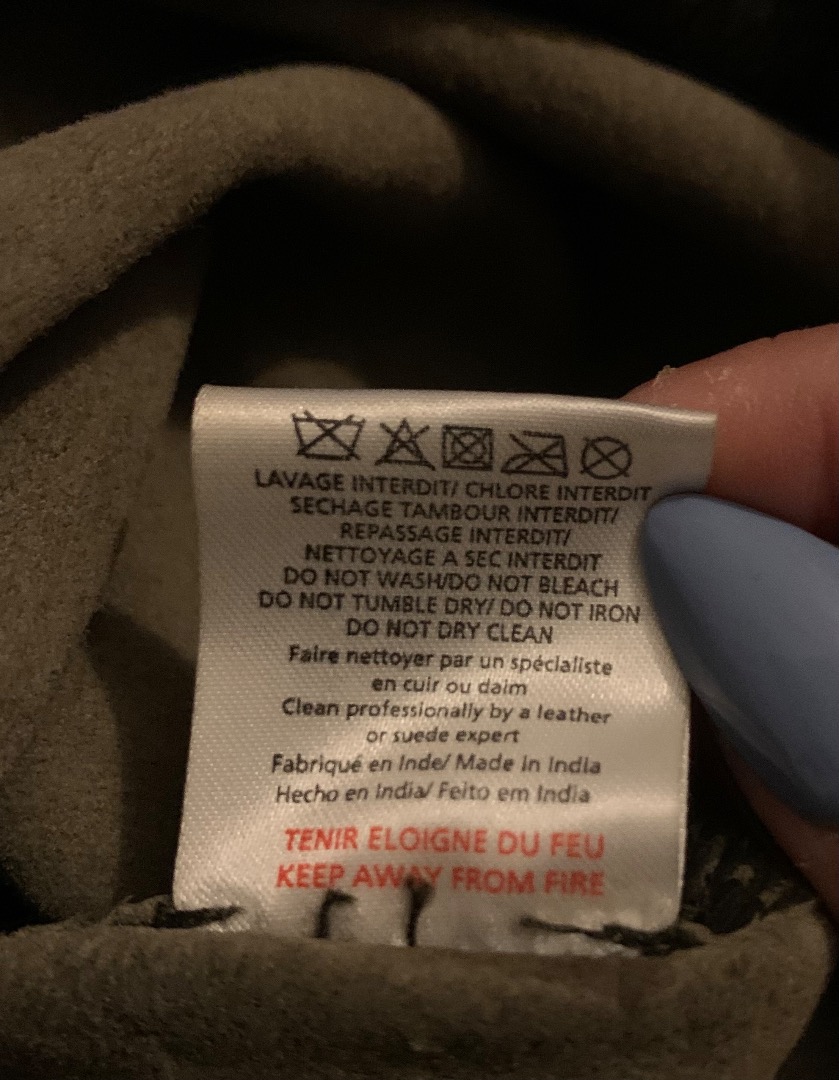 LAVAGE INTERDIT/ CHLORE INTERDIT
SECHAGE TAMBOUR INTERDIT/
REPASSAGE INTERDIT/
NETTOYAGE A SEC INTERDIT
DO NOT WASH/DO NOT BLEACH
DO NOT TUMBLE DRY/ DO NOT IRON
DO NOT DRY CLEAN
Faire nettoyer par un spécialiste
en cuir ou daim
Clean professionally by a leather
or suede expert
Fabriqué en Inde/ Made in India
Hecho en India/ Feito em India
TENIR ELOIGNE DU FEU
KEEP AWAY FROM FIRE